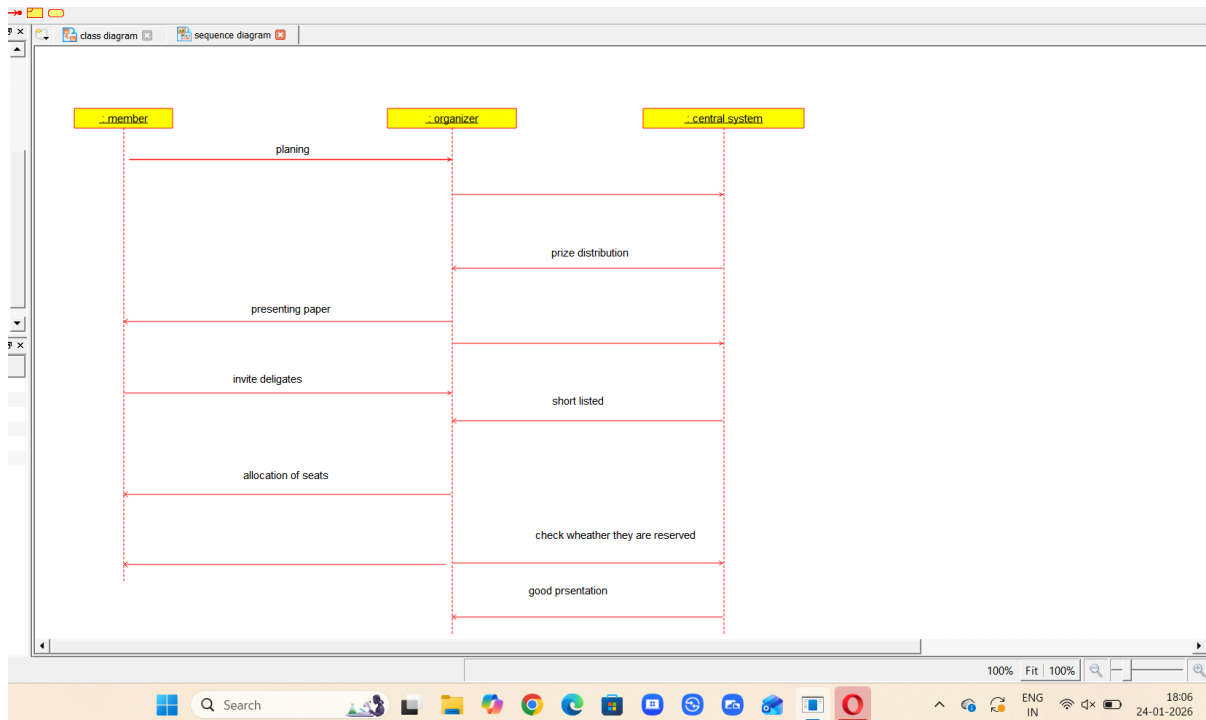 class diagram
sequence diagram
: member
: organizer
: central system
planing
prize distribution
presenting paper
invite deligates
short listed
allocation of seats
check wheather they are reserved
good prsentation
100% Fit 100%
Search
ENG
IN
18:06
24-01-2026